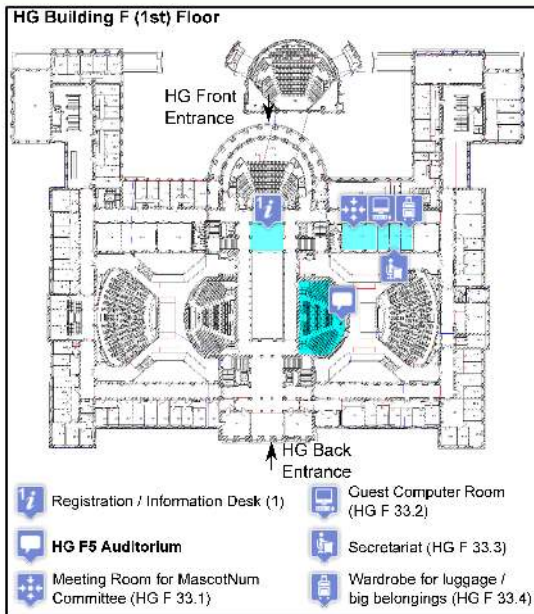 HG Building F (1st) Floor
HG Front
Entrance
HG Back
Entrance
Registration / Information Desk (1)
HG F5 Auditorium
Meeting Room for MascotNum
Committee (HG F 33.1)
Guest Computer Room
(HG F 33.2)
Secretariat (HG F 33.3)
Wardrobe for luggage /
big belongings (HG F 33.4)